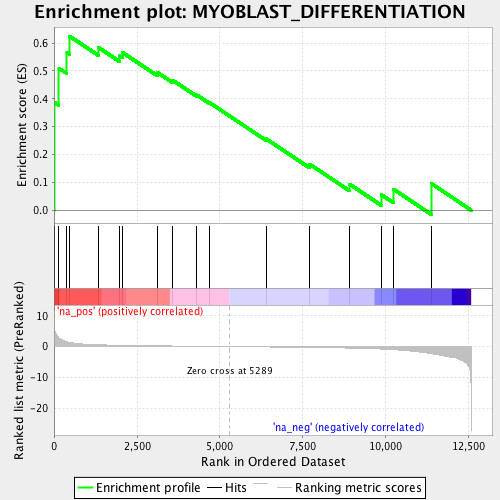 Enrichment plot: MYOBLAST_DIFFERENTIATION
Enrichment score (ES)
0.6
0.5
0.4
0.3
0.2
0.1
0.0
'na_pos' (positively correlated)
Ranked list metric (PreRanked)
10
0
-10
-20
Zero cross at 5289
'na_neg' (negatively correlated)
0
2,500
5,000
7,500
10,000
12,500
Rank in Ordered Dataset
Enrichment profile
Hits
Ranking metric scores